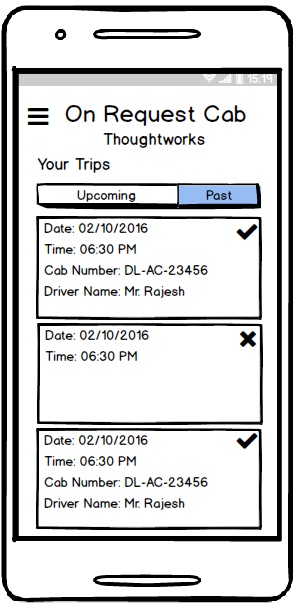 15:19
On Request Cab
Thoughtworks
Your Trips
Upcoming Past
Date: 02/10/2016
Time: 06:30 PM
Cab Number: DL-AC-23456
Driver Name: Mr. Rajesh
Date: 02/10/2016
Time: 06:30 PM
Date: 02/10/2016
Time: 06:30 PM
Cab Number: DL-AC-23456
Driver Name: Mr. Rajesh